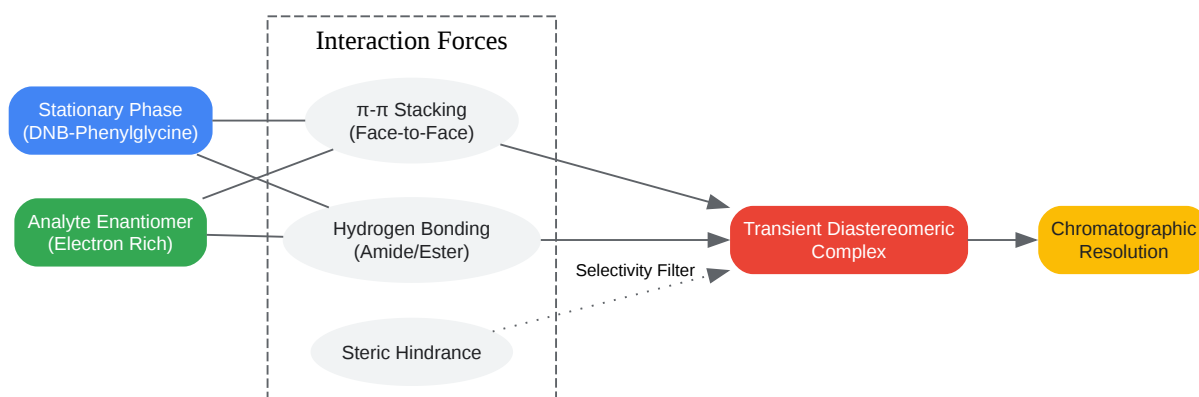 Interaction Forces
Stationary Phase
(DNB-Phenylglycine)
π-π Stacking
(Face-to-Face)
Analyte Enantiomer
(Electron Rich)
Hydrogen Bonding
(Amide/Ester)
Transient Diastereomeric
Complex
Chromatographic
Resolution
Selectivity Filter
Steric Hindrance